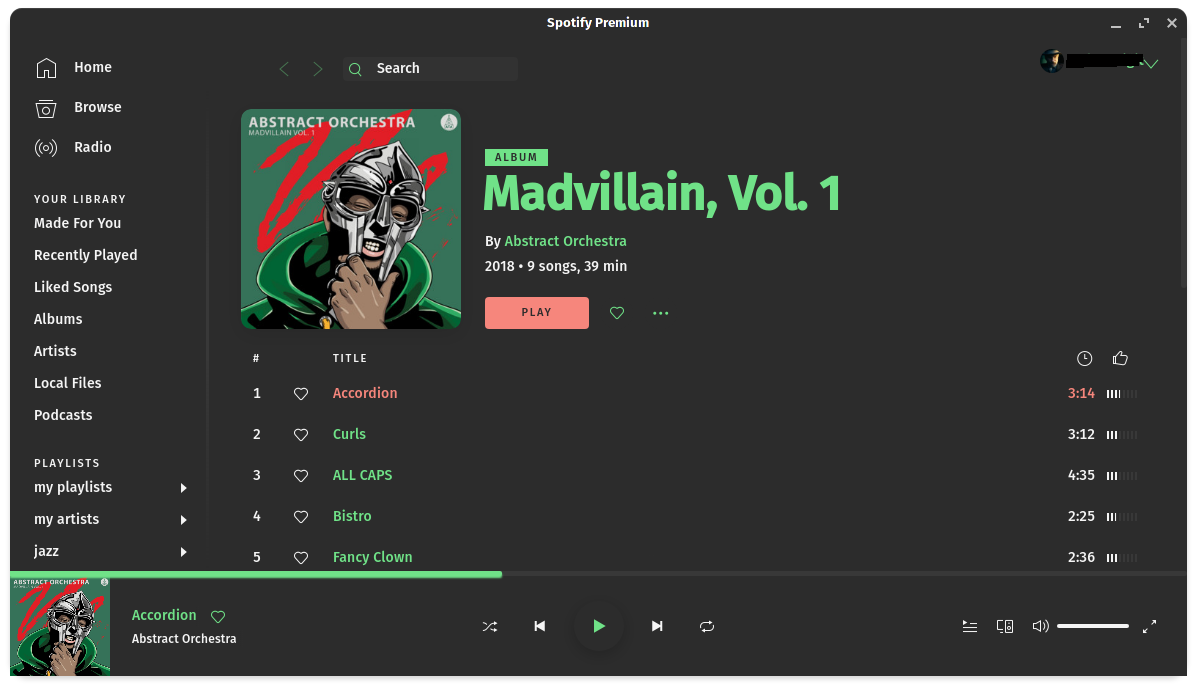 Spotify Premium
Home
Browse
Radio
YOUR LIBRARY
Made For You
Recently Played
Liked Songs
Albums
Artists
Local Files
Podcasts
PLAYLISTS
my playlists
my artists
jazz
Search
ABSTRACT ORCHESTRA
MADVILLAIN VOL. 1
ALBUM
Madvillain, Vol. 1
By Abstract Orchestra
2018 • 9 songs, 39 min
PLAY
# TITLE
1 Accordion 3:14
2 Curls 3:12
3 ALL CAPS 4:35
4 Bistro 2:25
5 Fancy Clown 2:36
ABSTRACT ORCHESTRA
Accordion
Abstract Orchestra